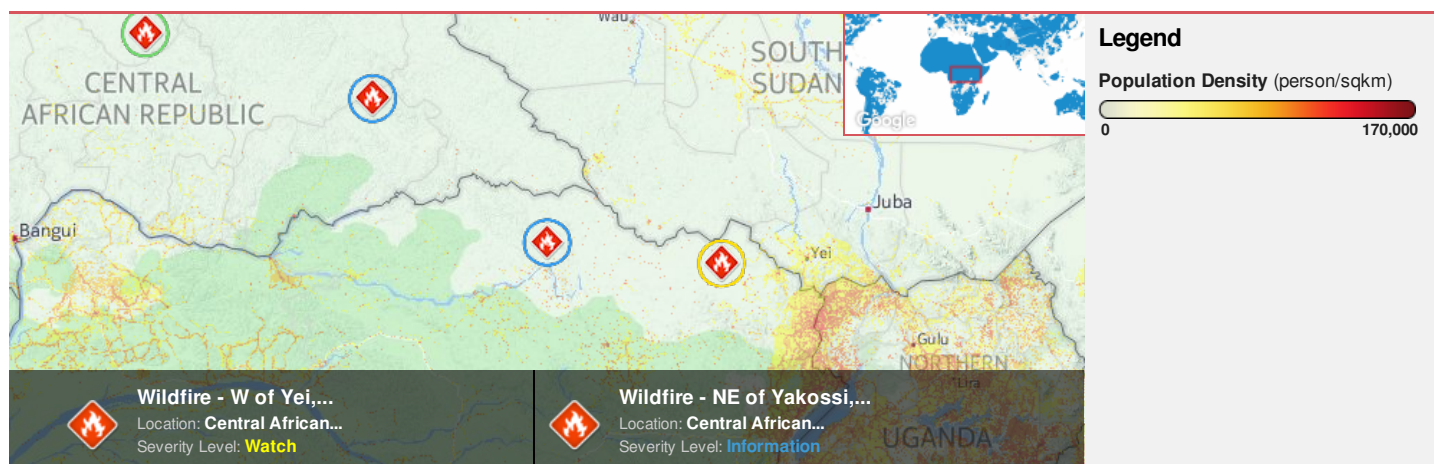 Wau
SOUTH
SUDAN
CENTRAL
AFRICAN REPUBLIC
Google
Bangui
Juba
Yei
Gulu
NORTHERN
Lira
UGANDA
Wildfire - W of Yei,...
Location: Central African...
Severity Level: Watch
Wildfire - NE of Yakossi,...
Location: Central African...
Severity Level: Information
Legend
Population Density (person/sqkm)
0 170,000